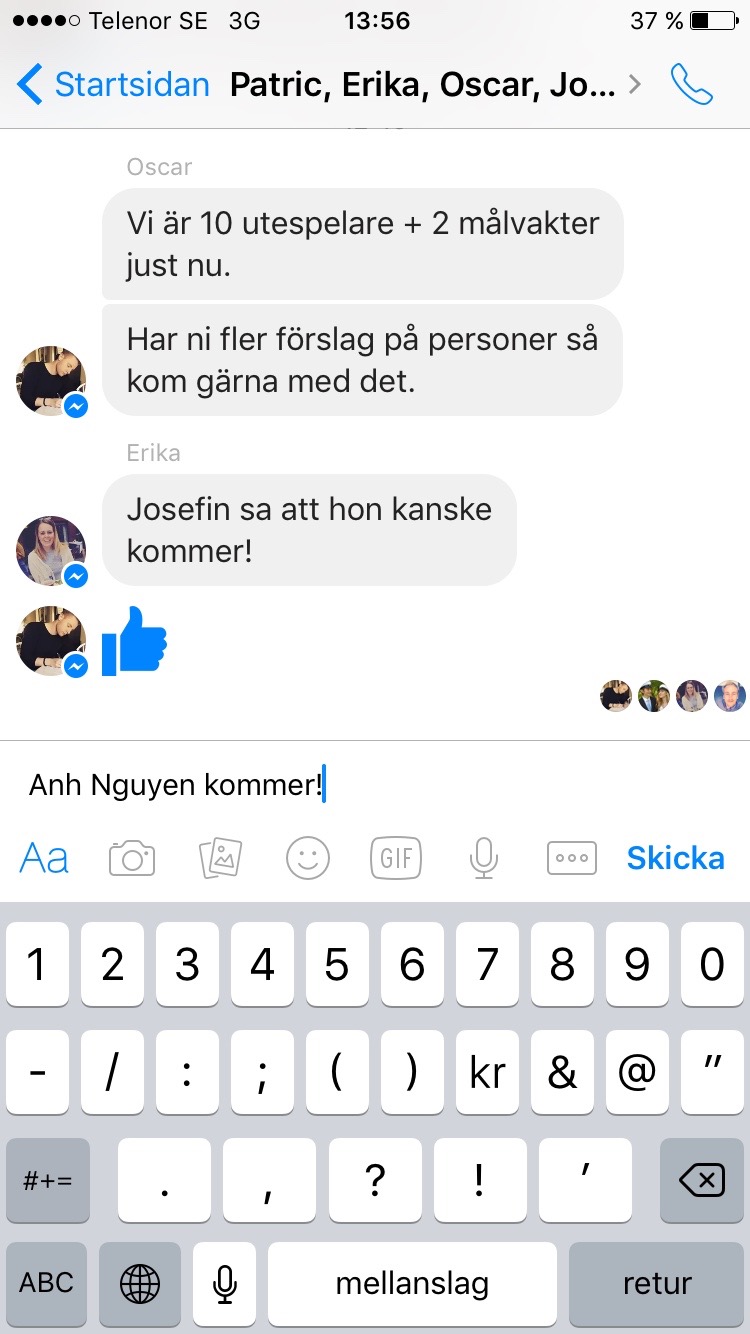 Telenor SE 3G 13:56 37 %
Startsidan Patric, Erika, Oscar, Jo...
Oscar
Vi är 10 utespelare + 2 målvakter
just nu.
Har ni fler förslag på personer så
kom gärna med det.
Erika
Josefin sa att hon kanske
kommer!
Anh Nguyen kommer!
Aa GIF Skicka
1 2 3 4 5 6 7 8 9 0
- / : ; ( ) kr & @ "
#+= . , ? ! ’
ABC mellanslag retur